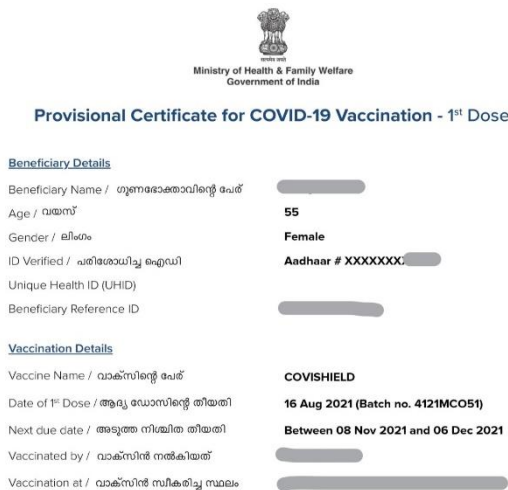 सत्यमेव जयते
Ministry of Health & Family Welfare
Government of India
Provisional Certificate for COVID-19 Vaccination - 1st Dose
Beneficiary Details
Beneficiary Name / ഗുണഭോക്താവിന്റെ പേര്
Age / വയസ് 55
Gender / ലിംഗം Female
ID Verified / പരിശോധിച്ച ഐഡി Aadhaar # XXXXXXX
Unique Health ID (UHID)
Beneficiary Reference ID
Vaccination Details
Vaccine Name / വാക്സിന്റെ പേര് COVISHIELD
Date of 1st Dose / ആദ്യ ഡോസിന്റെ തീയതി 16 Aug 2021 (Batch no. 4121MCO51)
Next due date / അടുത്ത നിശ്ചിത തീയതി Between 08 Nov 2021 and 06 Dec 2021
Vaccinated by / വാക്സിൻ നൽകിയത്
Vaccination at / വാക്സിൻ സ്വീകരിച്ച സ്ഥലം